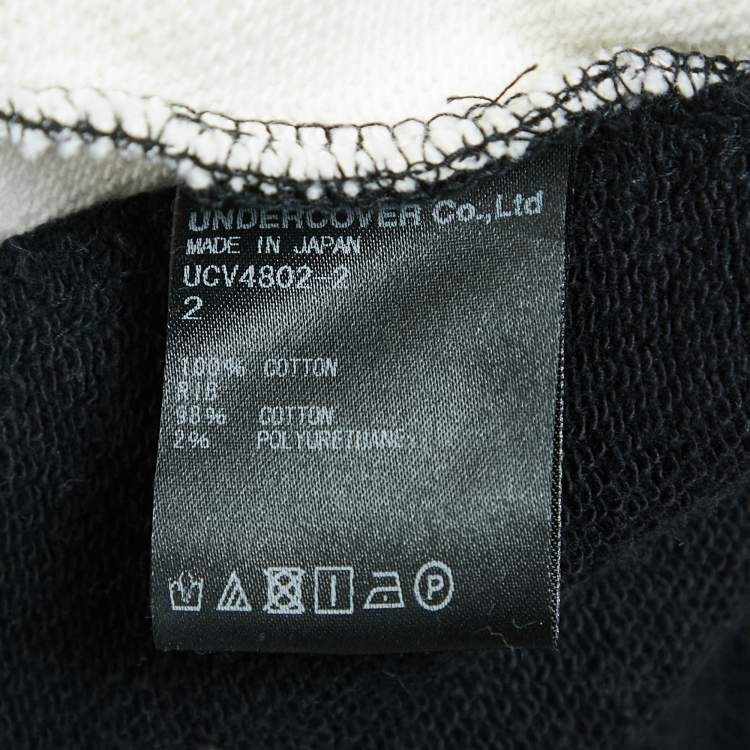 UNDERCOVER Co.,Ltd
MADE IN JAPAN
UCV4802-2
2
100% COTTON
RIB
98% COTTON
2% POLYURETHANE
P